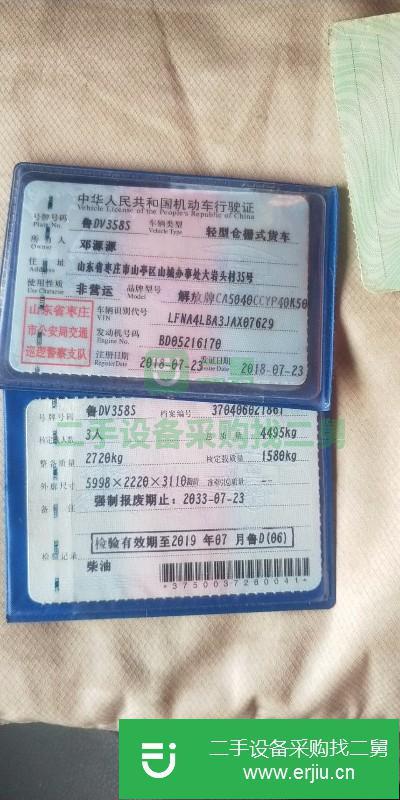 中华人民共和国机动车行驶证
Vehicle License of the People's Republic of China
号牌号码 Plate No. 鲁DV358S 车辆类型 Vehicle Type 轻型仓栅式货车
所有人 Owner 邓源源
住址 Address 山东省枣庄市山亭区山城办事处大岩头村35号
使用性质 Use Character 非营运 品牌型号 Model 解放牌CA5040CCYP40K50
山东省枣庄
市公安局交通
巡逻警察支队
车辆识别代号 VIN LFNA4LBA3JAX07629
发动机号码 Engine No. BD05216170
注册日期 Register Date 2018-07-23 发证日期 Issue Date 2018-07-23
号牌号码 鲁DV358S 档案编号 370406021861
核定载人数 3人 总质量 4495kg
整备质量 2720kg 核定载质量 1580kg
外廓尺寸 5998×2220×3110mm 准牵引总质量 --
备注 强制报废期止：2033-07-23
检验有效期至2019年07月鲁D(06)
检验记录
柴油
*3750037280041*
二手设备采购找二舅
二手设备采购找二舅
www.erjiu.cn